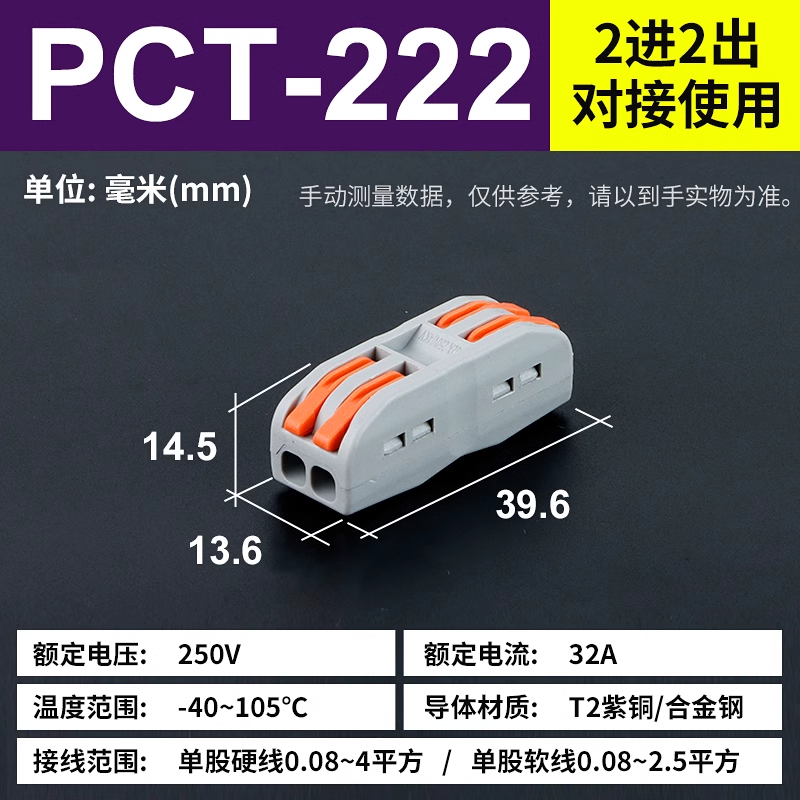 PCT-222
2进2出
对接使用
单位: 毫米(mm)
手动测量数据，仅供参考，请以到手实物为准。
14.5
13.6
39.6
额定电压: 250V
额定电流: 32A
温度范围: -40~105℃
导体材质: T2紫铜/合金钢
接线范围: 单股硬线0.08~4平方 / 单股软线0.08~2.5平方